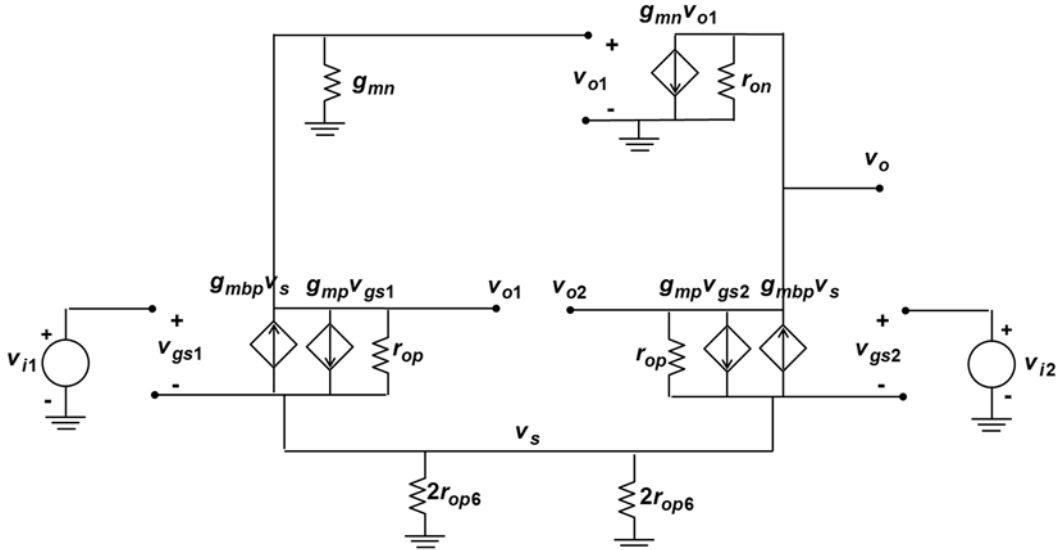 g_mn v_o1
+
g_mn
v_o1
r_on
-
v_o
g_mbp v_s
g_mp v_gs1
v_o1
v_o2
g_mp v_gs2
g_mbp v_s
+
+
+
+
v_i1
v_gs1
r_op
r_op
v_gs2
v_i2
-
-
-
-
v_s
2r_op6
2r_op6